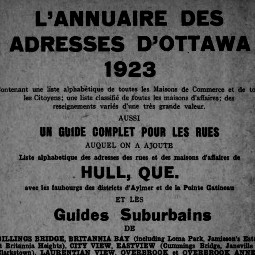 L'ANNUAIRE DES
ADRESSES D'OTTAWA
1923
Contenant une liste alphabétique de toutes les Maisons de Commerce et de
les Citoyens; une liste classifié de toutes les maisons d'affaires; des
renseignements variés d'une très grande valeur.
AUSSI
UN GUIDE COMPLET POUR LES RUES
AUQUEL ON A AJOUTE
Liste alphabétique des adresses des rues et des maisons d'affaires de
HULL, QUE.
avec les faubourgs des districts d'Aylmer et de la Pointe Gatineau
ET LES
Guides Suburbains
DE
BILLINGS BRIDGE, BRITANNIA BAY (including Lorna Park, Jamieson's
Britannia Heights), CITY VIEW, EASTVIEW (Cummings Bridge, Janeville
Clarkstown), LAURENTIAN VIEW, OVERBROOK et OVERBROOK